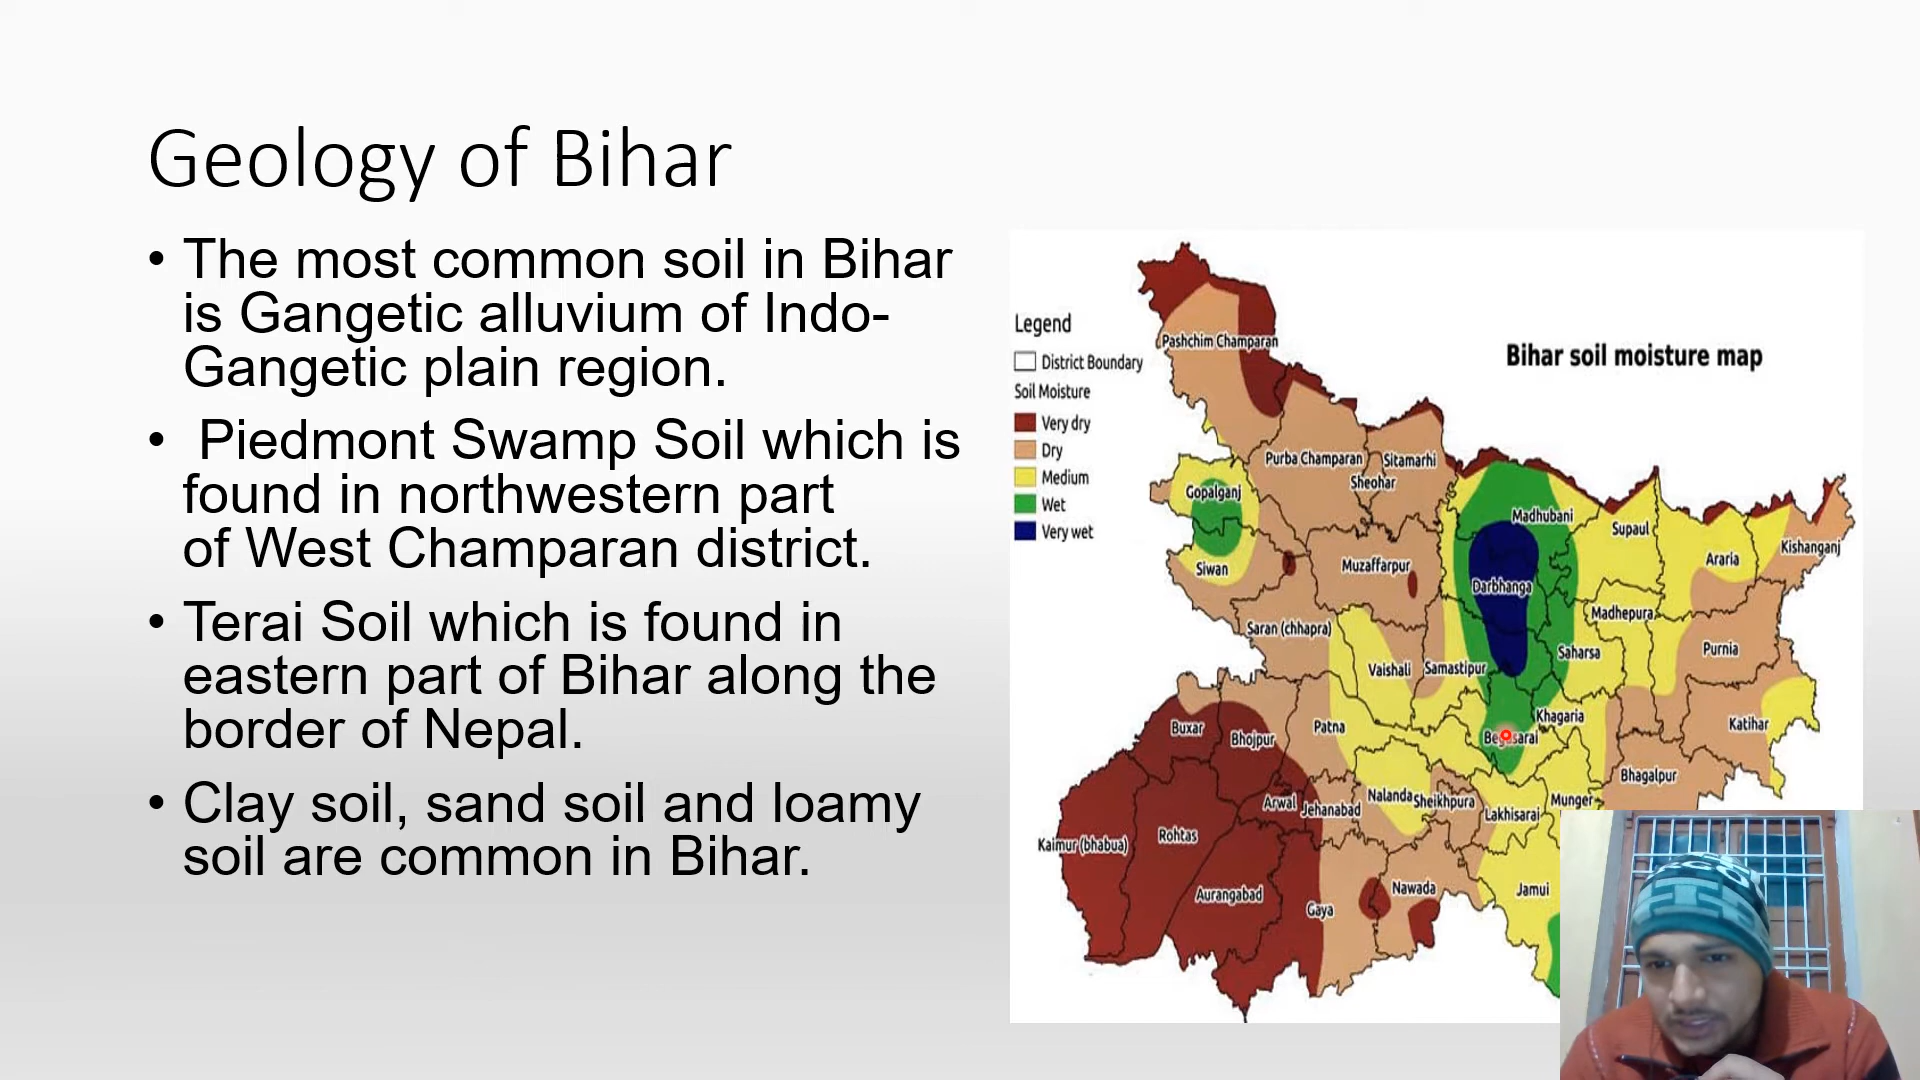 Geology of Bihar
• The most common soil in Bihar
is Gangetic alluvium of Indo-
Gangetic plain region.
• Piedmont Swamp Soil which is
found in northwestern part
of West Champaran district.
• Terai Soil which is found in
eastern part of Bihar along the
border of Nepal.
• Clay soil, sand soil and loamy
soil are common in Bihar.
Legend
District Boundary
Soil Moisture
Very dry
Dry
Medium
Wet
Very wet
Bihar soil moisture map
Pashchim Champaran
Purba Champaran
Sitamarhi
Sheohar
Gopalganj
Madhubani
Supaul
Kishanganj
Araria
Siwan
Muzaffarpur
Darbhanga
Madhepura
Saran (chhapra)
Saharsa
Purnia
Vaishali
Samastipur
Khagaria
Katihar
Buxar
Bhojpur
Patna
Bhagalpur
Arwal
Jehanabad
Nalanda
Sheikhpura
Lakhisarai
Munger
Kaimur (bhabua)
Rohtas
Aurangabad
Gaya
Nawada
Jamui